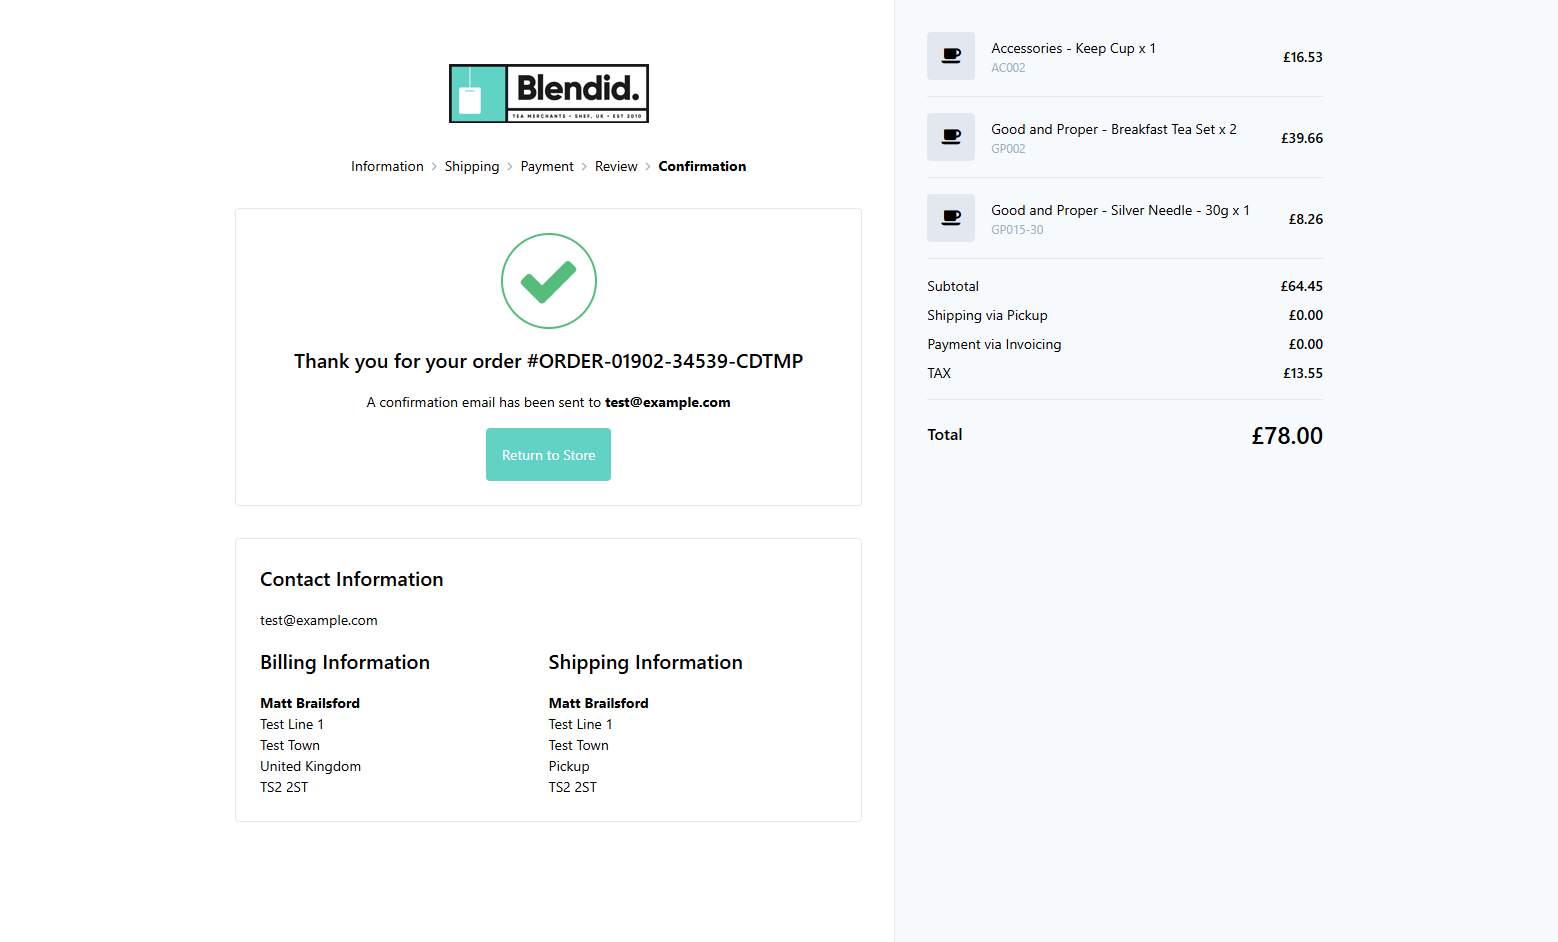 Blendid.
TEA MERCHANTS • SHEF, UK • EST 2010
Information > Shipping > Payment > Review > Confirmation
Thank you for your order #ORDER-01902-34539-CDTMP
A confirmation email has been sent to test@example.com
Return to Store
Contact Information
test@example.com
Billing Information
Matt Brailsford
Test Line 1
Test Town
United Kingdom
TS2 2ST
Shipping Information
Matt Brailsford
Test Line 1
Test Town
Pickup
TS2 2ST
Accessories - Keep Cup x 1
AC002
£16.53
Good and Proper - Breakfast Tea Set x 2
GP002
£39.66
Good and Proper - Silver Needle - 30g x 1
GP015-30
£8.26
Subtotal £64.45
Shipping via Pickup £0.00
Payment via Invoicing £0.00
TAX £13.55
Total £78.00